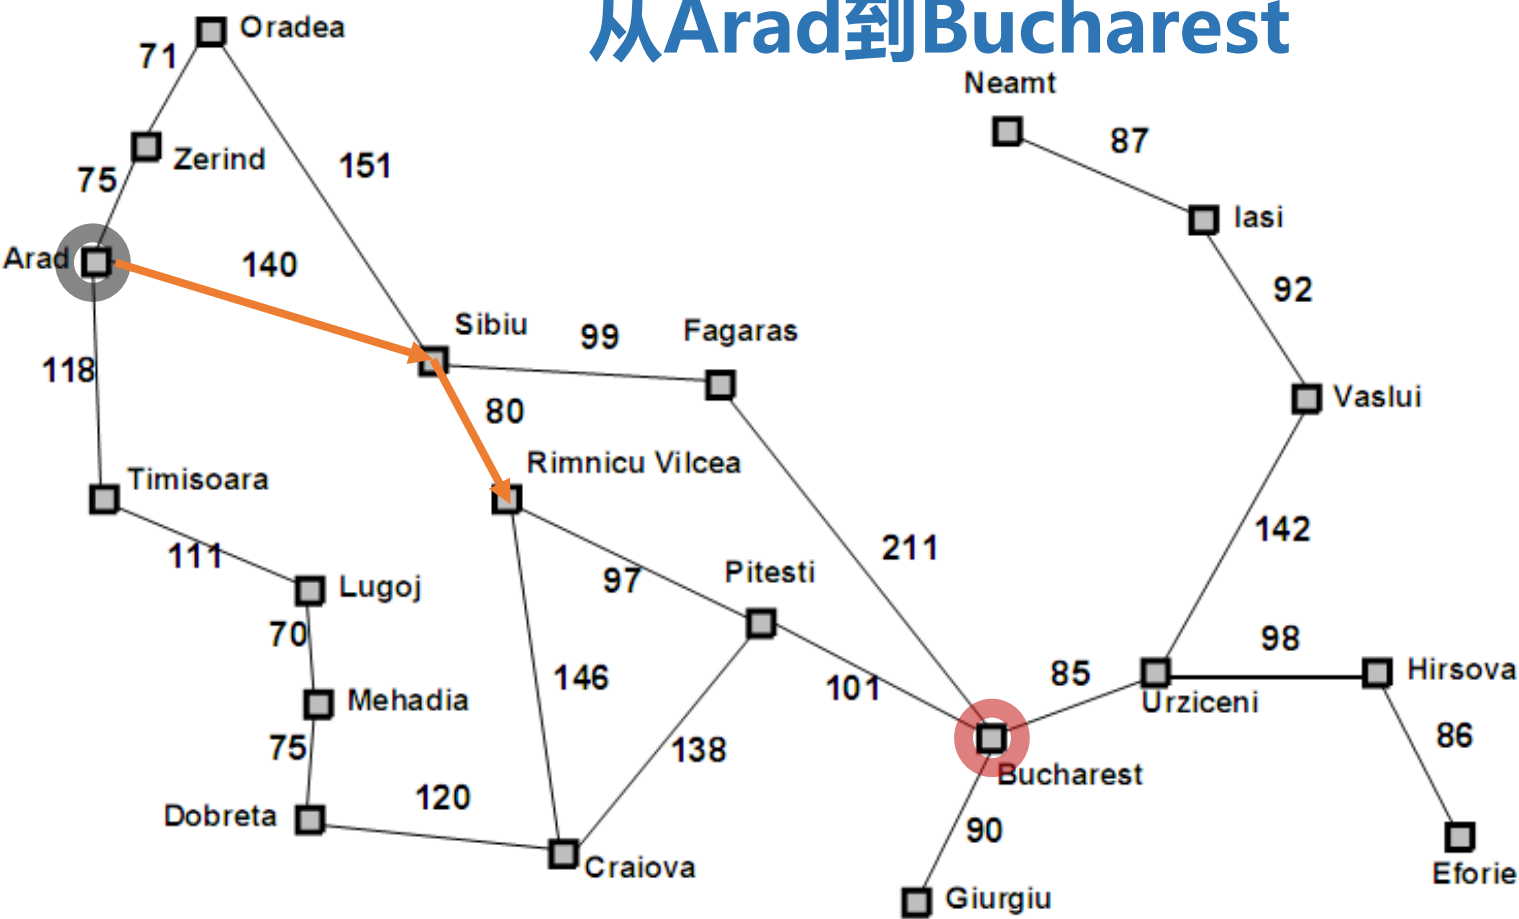 从Arad到Bucharest
Oradea
71
Neamt
87
Zerind
151
75
Iasi
Arad
140
92
Sibiu
99
Fagaras
118
80
Vaslui
Rimnicu Vilcea
Timisoara
142
111
211
97
Pitesti
Lugoj
70
98
146
85
Hirsova
101
Mehadia
Urziceni
75
138
86
Bucharest
120
Dobreta
90
Craiova
Eforie
Giurgiu